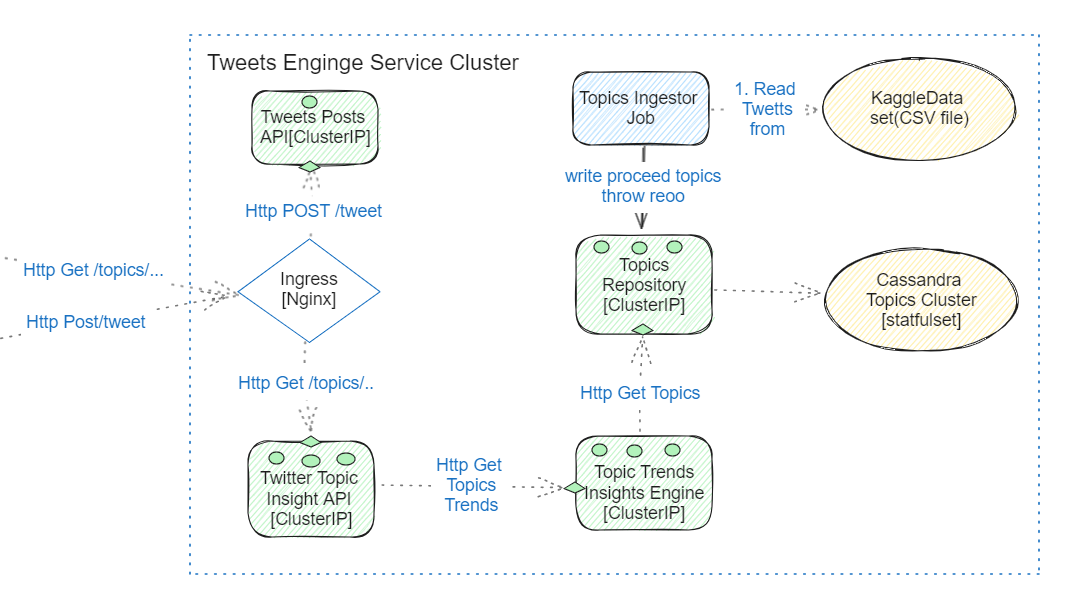 Tweets Enginge Service Cluster
Tweets Posts
API[ClusterIP]
Topics Ingestor
Job
1. Read
Twetts
from
KaggleData
set(CSV file)
write proceed topics
throw reoo
Http POST /tweet
Http Get /topics/...
Http Post/tweet
Ingress
[Nginx]
Topics
Repository
[ClusterIP]
Cassandra
Topics Cluster
[statfulset]
Http Get /topics/..
Http Get Topics
Twitter Topic
Insight API
[ClusterIP]
Http Get
Topics
Trends
Topic Trends
Insights Engine
[ClusterIP]